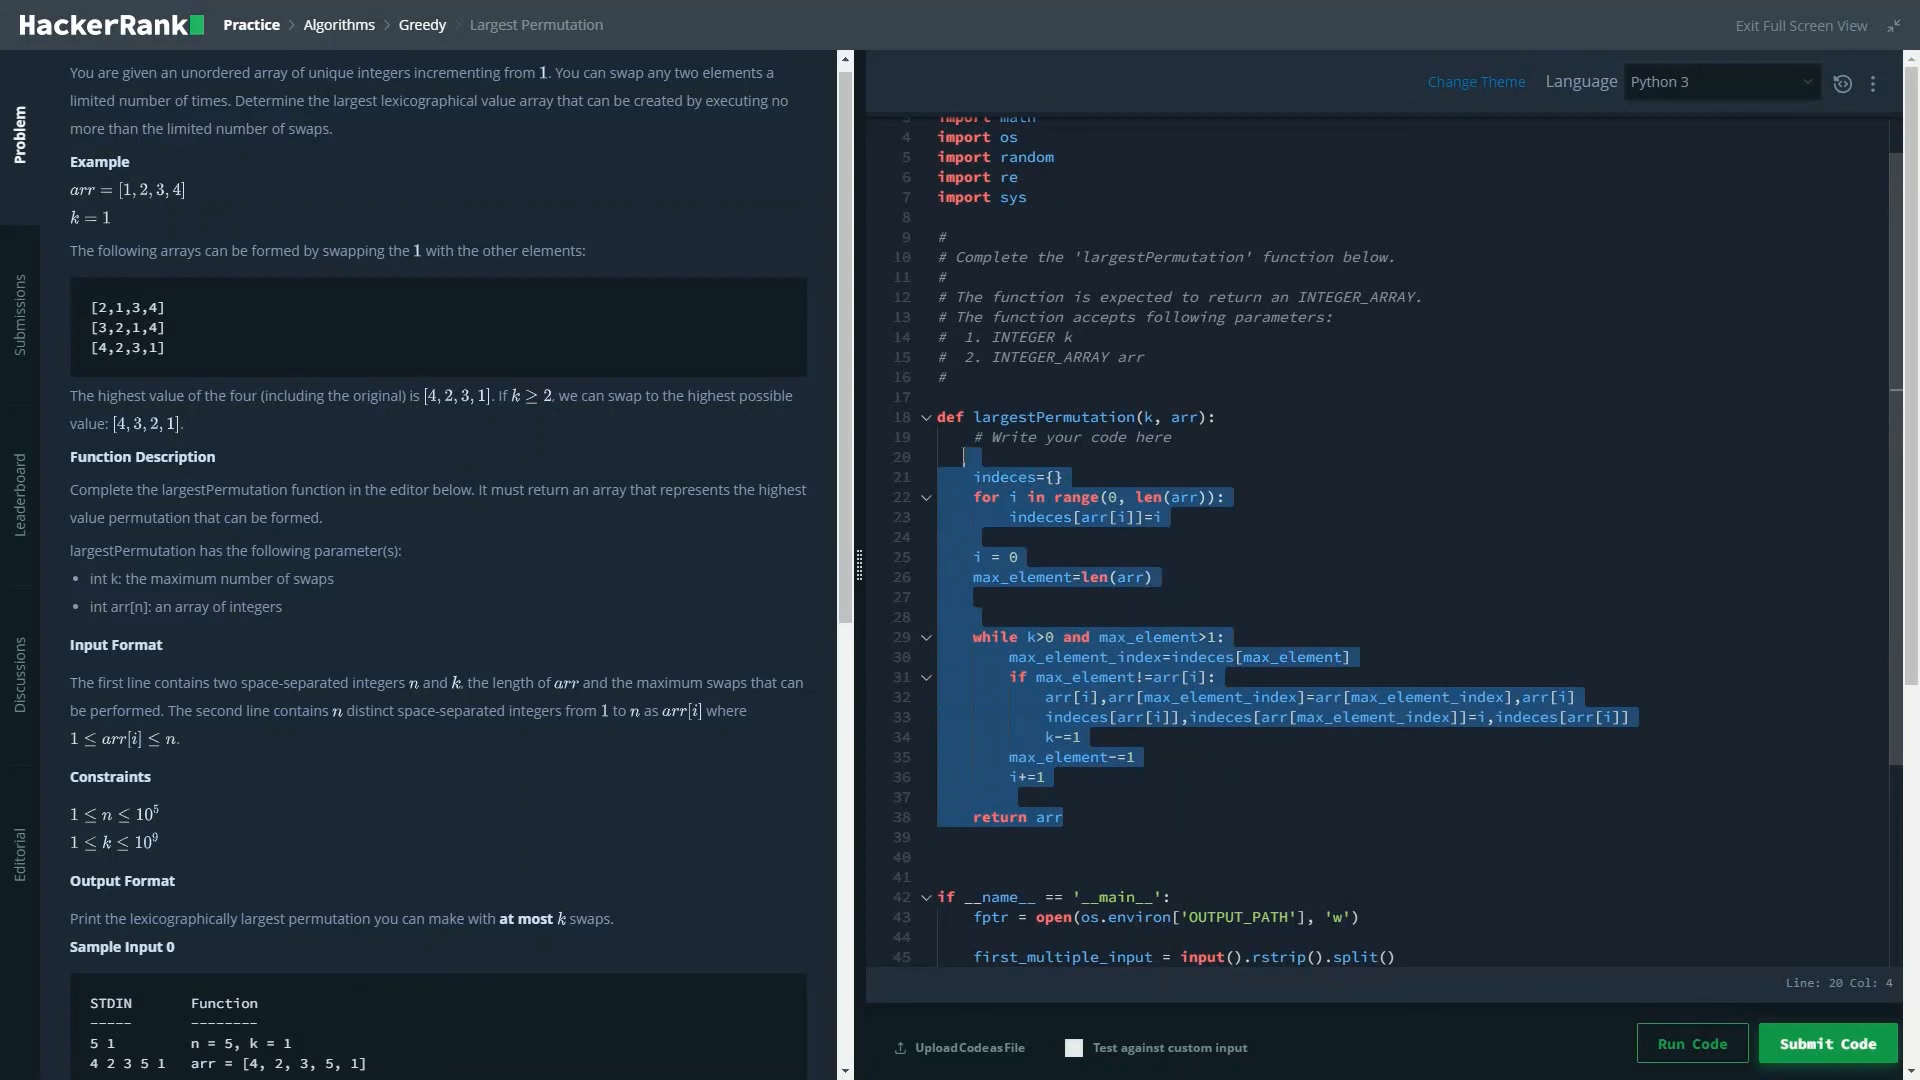 HackerRank Practice > Algorithms > Greedy > Largest Permutation Exit Full Screen View
Problem
Submissions
Leaderboard
Discussions
Editorial
You are given an unordered array of unique integers incrementing from 1. You can swap any two elements a
limited number of times. Determine the largest lexicographical value array that can be created by executing no
more than the limited number of swaps.
Example
arr = [1, 2, 3, 4]
k = 1
The following arrays can be formed by swapping the 1 with the other elements:
[2,1,3,4]
[3,2,1,4]
[4,2,3,1]
The highest value of the four (including the original) is [4, 2, 3, 1]. If k ≥ 2, we can swap to the highest possible
value: [4, 3, 2, 1].
Function Description
Complete the largestPermutation function in the editor below. It must return an array that represents the highest
value permutation that can be formed.
largestPermutation has the following parameter(s):
• int k: the maximum number of swaps
• int arr[n]: an array of integers
Input Format
The first line contains two space-separated integers n and k, the length of arr and the maximum swaps that can
be performed. The second line contains n distinct space-separated integers from 1 to n as arr[i] where
1 ≤ arr[i] ≤ n.
Constraints
1 ≤ n ≤ 10^5
1 ≤ k ≤ 10^9
Output Format
Print the lexicographically largest permutation you can make with at most k swaps.
Sample Input 0
STDIN Function
----- --------
5 1 n = 5, k = 1
4 2 3 5 1 arr = [4, 2, 3, 5, 1]
Change Theme Language Python 3
3 import math
4 import os
5 import random
6 import re
7 import sys
8
9 #
10 # Complete the 'largestPermutation' function below.
11 #
12 # The function is expected to return an INTEGER_ARRAY.
13 # The function accepts following parameters:
14 #  1. INTEGER k
15 #  2. INTEGER_ARRAY arr
16 #
17
18 def largestPermutation(k, arr):
19     # Write your code here
20
21     indeces={}
22     for i in range(0, len(arr)):
23         indeces[arr[i]]=i
24
25     i = 0
26     max_element=len(arr)
27
28
29     while k>0 and max_element>1:
30         max_element_index=indeces[max_element]
31         if max_element!=arr[i]:
32             arr[i],arr[max_element_index]=arr[max_element_index],arr[i]
33             indeces[arr[i]],indeces[arr[max_element_index]]=i,indeces[arr[i]]
34             k-=1
35         max_element-=1
36         i+=1
37
38     return arr
39
40
41
42 if __name__ == '__main__':
43     fptr = open(os.environ['OUTPUT_PATH'], 'w')
44
45     first_multiple_input = input().rstrip().split()
Line: 20 Col: 4
Upload Code as File Test against custom input Run Code Submit Code